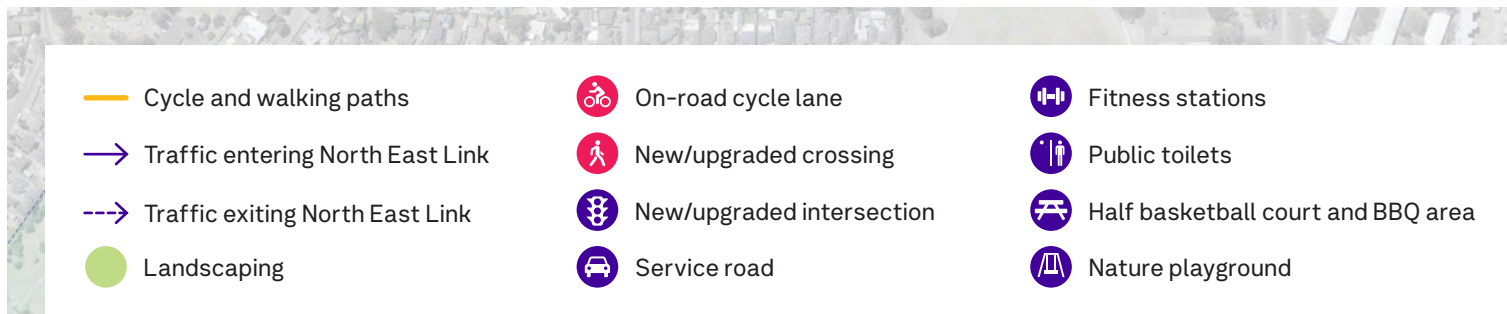 Cycle and walking paths
Traffic entering North East Link
Traffic exiting North East Link
Landscaping
On-road cycle lane
New/upgraded crossing
New/upgraded intersection
Service road
Fitness stations
Public toilets
Half basketball court and BBQ area
Nature playground